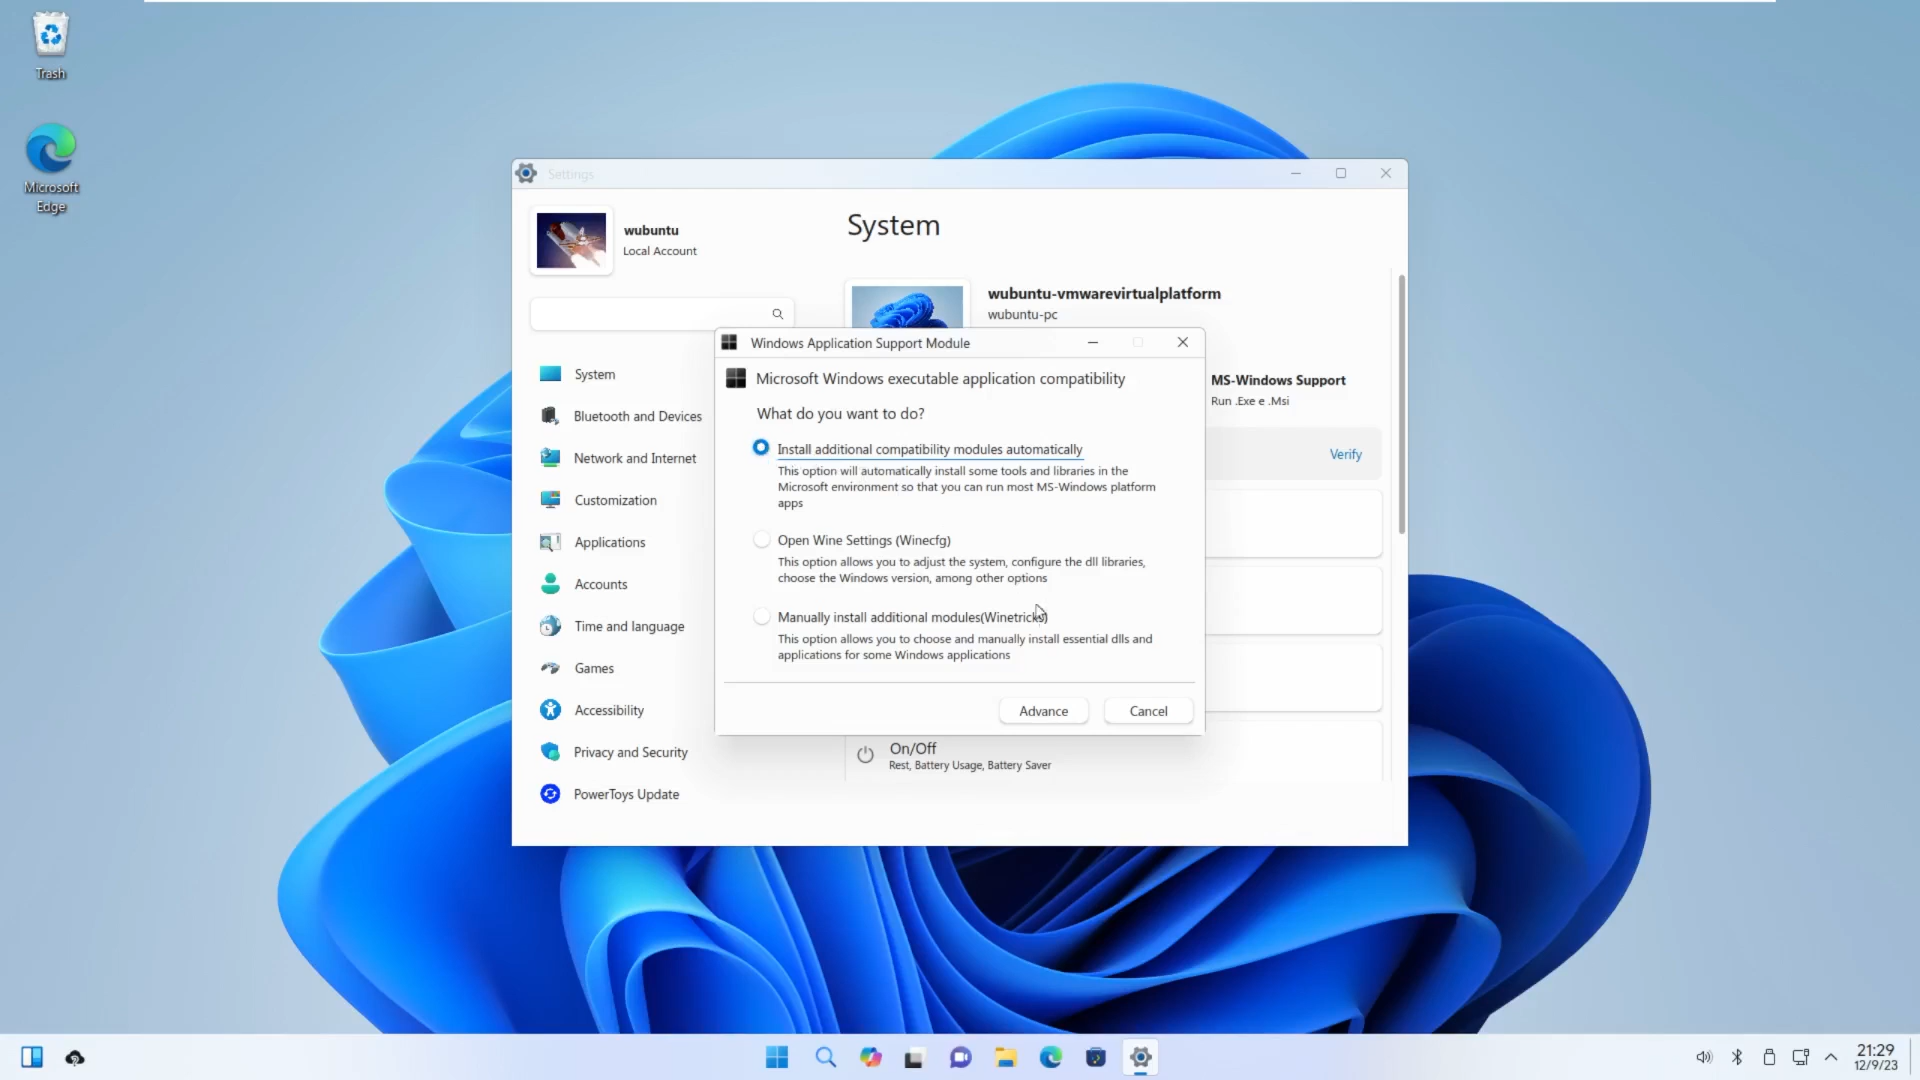 Trash
Microsoft
Edge
Settings
wubuntu
Local Account
System
wubuntu-vmwarevirtualplatform
wubuntu-pc
MS-Windows Support
Run .Exe e .Msi
Verify
System
Bluetooth and Devices
Network and Internet
Customization
Applications
Accounts
Time and language
Games
Accessibility
Privacy and Security
PowerToys Update
Windows Application Support Module
Microsoft Windows executable application compatibility
What do you want to do?
Install additional compatibility modules automatically
This option will automatically install some tools and libraries in the
Microsoft environment so that you can run most MS-Windows platform
apps
Open Wine Settings (Winecfg)
This option allows you to adjust the system, configure the dll libraries,
choose the Windows version, among other options
Manually install additional modules(Winetricks)
This option allows you to choose and manually install essential dlls and
applications for some Windows applications
Advance
Cancel
On/Off
Rest, Battery Usage, Battery Saver
21:29
12/9/23